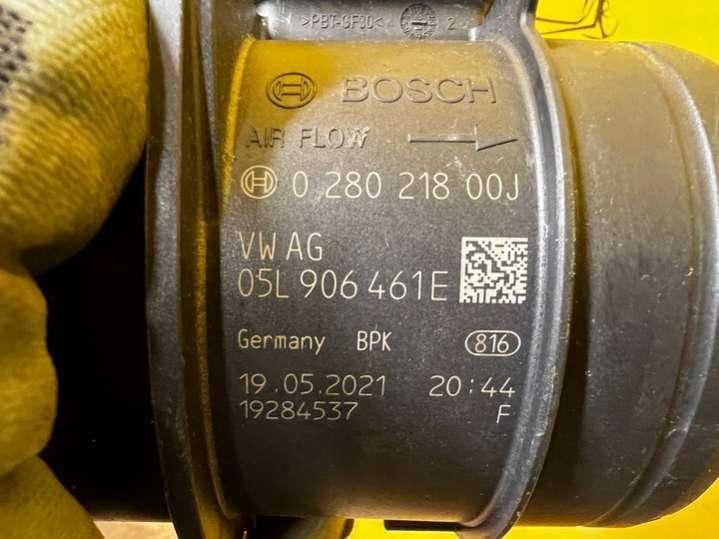 >PBT-GF30< 2
BOSCH
AIR FLOW
0 280 218 00J
VW AG
05L 906 461E
Germany BPK 816
19.05.2021 20:44
19284537 F